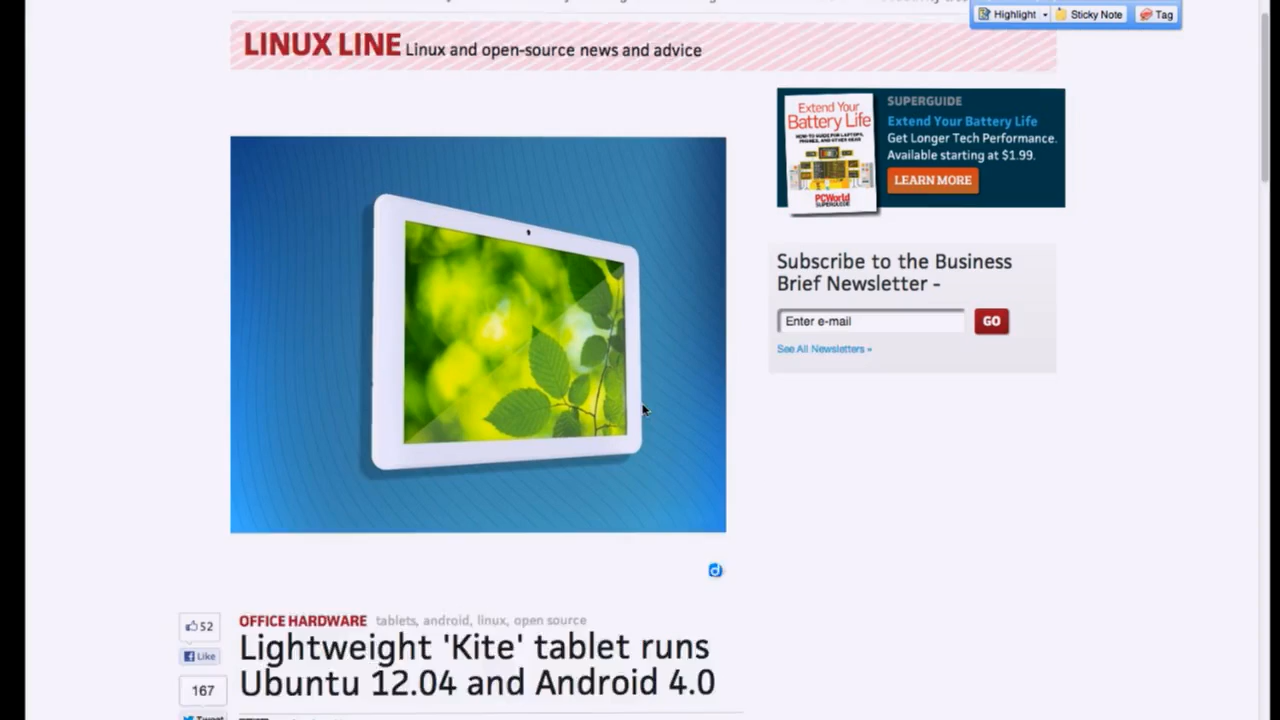 Highlight
Sticky Note
Tag
LINUX LINE Linux and open-source news and advice
Extend Your
Battery Life
PCWorld
SUPERGUIDE
SUPERGUIDE
Extend Your Battery Life
Get Longer Tech Performance.
Available starting at $1.99.
LEARN MORE
Subscribe to the Business
Brief Newsletter -
Enter e-mail
GO
See All Newsletters »
52
Like
167
Tweet
OFFICE HARDWARE tablets, android, linux, open source
Lightweight 'Kite' tablet runs
Ubuntu 12.04 and Android 4.0